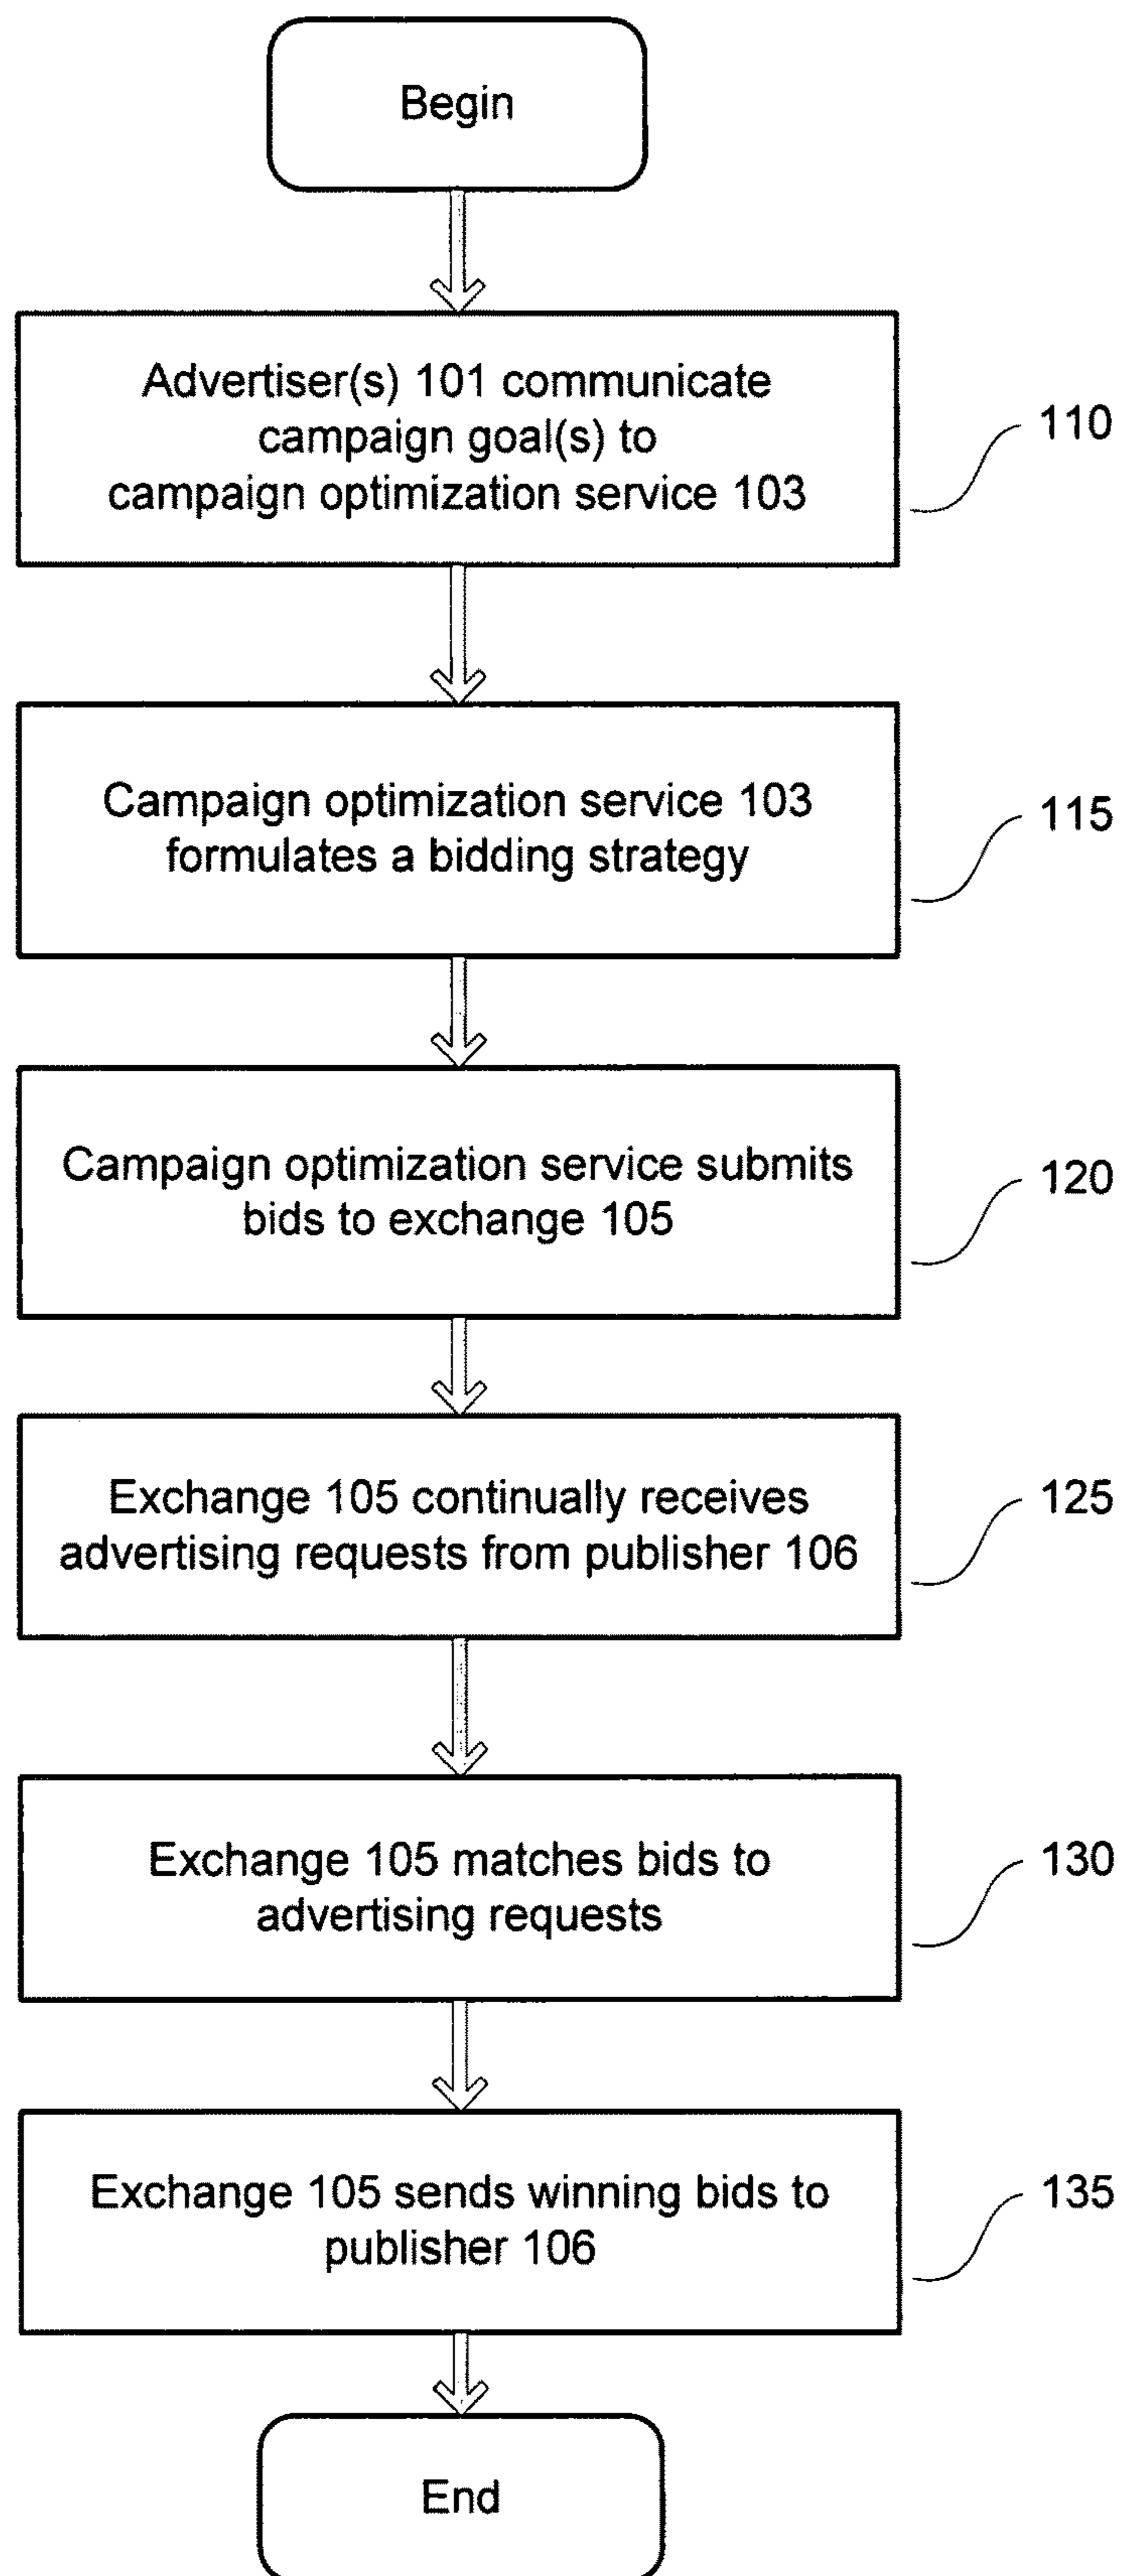 Begin
Advertiser(s) 101 communicate
campaign goal(s) to
campaign optimization service 103
110
Campaign optimization service 103
formulates a bidding strategy
115
Campaign optimization service submits
bids to exchange 105
120
Exchange 105 continually receives
advertising requests from publisher 106
125
Exchange 105 matches bids to
advertising requests
130
Exchange 105 sends winning bids to
publisher 106
135
End